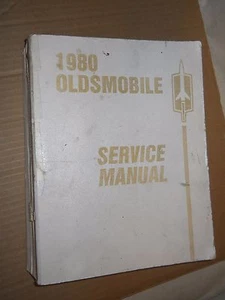 1980
OLDSMOBILE
SERVICE
MANUAL